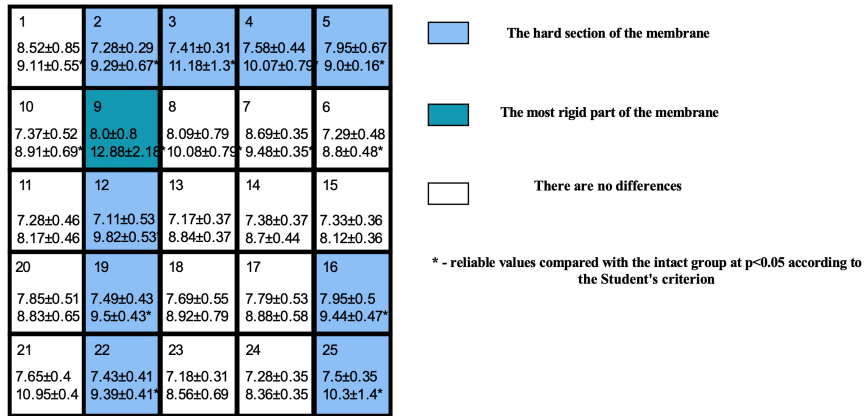 1 2 3 4 5
8.52±0.85 7.28±0.29 7.41±0.31 7.58±0.44 7.95±0.67
9.11±0.55* 9.29±0.67* 11.18±1.3* 10.07±0.79* 9.0±0.16*
10 9 8 7 6
7.37±0.52 8.0±0.8 8.09±0.79 8.69±0.35 7.29±0.48
8.91±0.69* 12.88±2.18* 10.08±0.79* 9.48±0.35* 8.8±0.48*
11 12 13 14 15
7.28±0.46 7.11±0.53 7.17±0.37 7.38±0.37 7.33±0.36
8.17±0.46 9.82±0.53* 8.84±0.37 8.7±0.44 8.12±0.36
20 19 18 17 16
7.85±0.51 7.49±0.43 7.69±0.55 7.79±0.53 7.95±0.5
8.83±0.65 9.5±0.43* 8.92±0.79 8.88±0.58 9.44±0.47*
21 22 23 24 25
7.65±0.4 7.43±0.41 7.18±0.31 7.28±0.35 7.5±0.35
10.95±0.4 9.39±0.41* 8.56±0.69 8.36±0.35 10.3±1.4*
The hard section of the membrane
The most rigid part of the membrane
There are no differences
* - reliable values compared with the intact group at p<0.05 according to
the Student's criterion